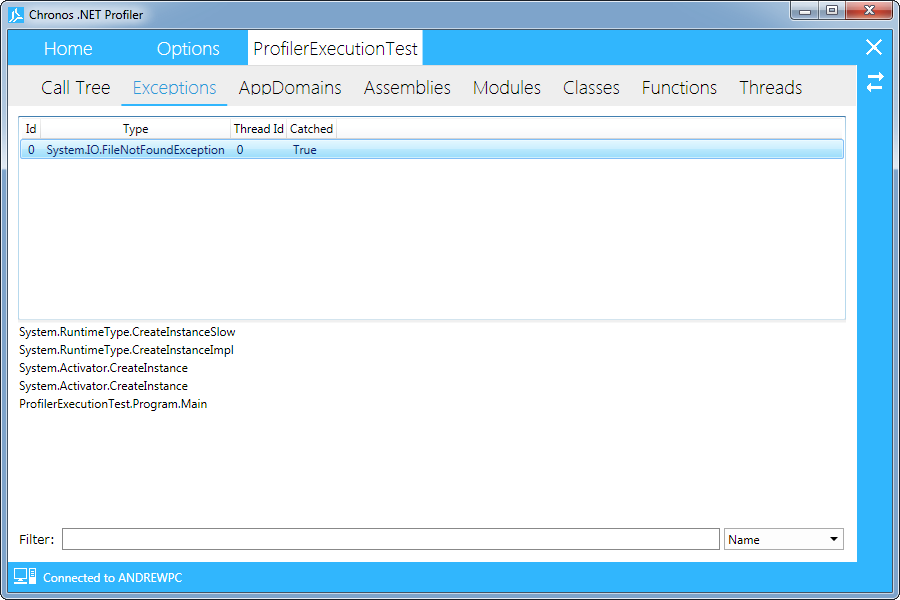 Chronos .NET Profiler
Home Options ProfilerExecutionTest
Call Tree Exceptions AppDomains Assemblies Modules Classes Functions Threads
Id Type Thread Id Catched
0 System.IO.FileNotFoundException 0 True
System.RuntimeType.CreateInstanceSlow
System.RuntimeType.CreateInstanceImpl
System.Activator.CreateInstance
System.Activator.CreateInstance
ProfilerExecutionTest.Program.Main
Filter: Name
Connected to ANDREWPC